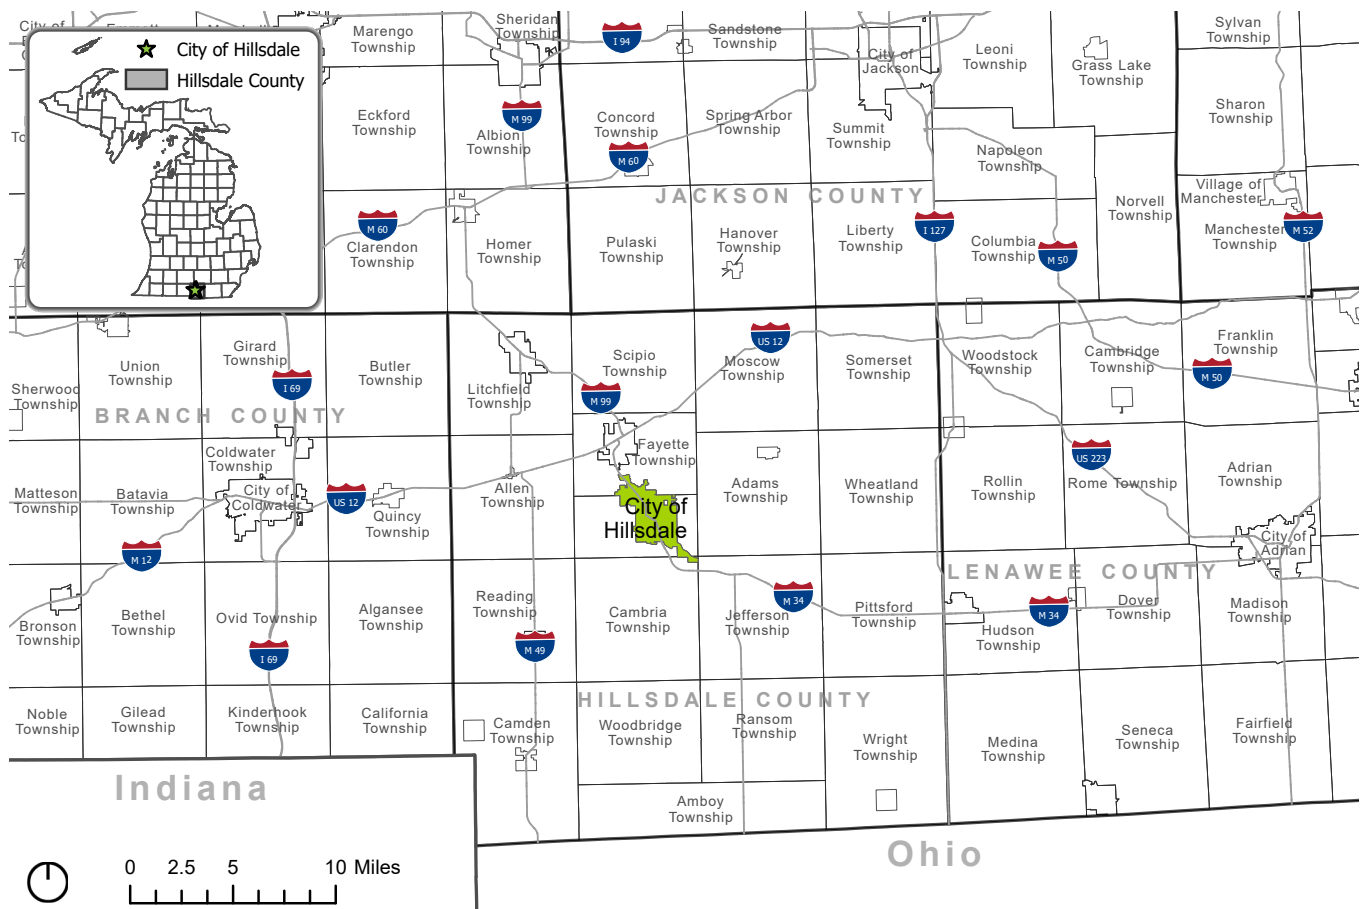 City of Hillsdale
Hillsdale County
Marengo
Township
Sheridan
Township
I 94
Sandstone
Township
City of
Jackson
Leoni
Township
Grass Lake
Township
Sylvan
Township
Eckford
Township
M 99
Albion
Township
Concord
Township
M 60
Spring Arbor
Township
Summit
Township
Napoleon
Township
Sharon
Township
JACKSON COUNTY
M 60
Clarendon
Township
Homer
Township
Pulaski
Township
Hanover
Township
Liberty
Township
I 127
Columbia
Township
M 50
Norvell
Township
Village of
Manchester
Manchester
Township
M 52
Sherwood
Township
Union
Township
Girard
Township
I 69
Butler
Township
Litchfield
Township
Scipio
Township
M 99
US 12
Moscow
Township
Somerset
Township
Woodstock
Township
Cambridge
Township
M 50
Franklin
Township
BRANCH COUNTY
Coldwater
Township
City of
Coldwater
Matteson
Township
Batavia
Township
M 12
US 12
Quincy
Township
Allen
Township
Fayette
Township
City of
Hillsdale
Adams
Township
Wheatland
Township
Rollin
Township
US 223
Rome Township
Adrian
Township
City of
Adrian
LENAWEE COUNTY
Bronson
Township
Bethel
Township
Ovid Township
I 69
Algansee
Township
Reading
Township
M 49
Cambria
Township
Jefferson
Township
M 34
Pittsford
Township
Hudson
Township
M 34
Dover
Township
Madison
Township
HILLSDALE COUNTY
Noble
Township
Gilead
Township
Kinderhook
Township
California
Township
Camden
Township
Woodbridge
Township
Ransom
Township
Wright
Township
Medina
Township
Seneca
Township
Fairfield
Township
Amboy
Township
Indiana
Ohio
0 2.5 5 10 Miles